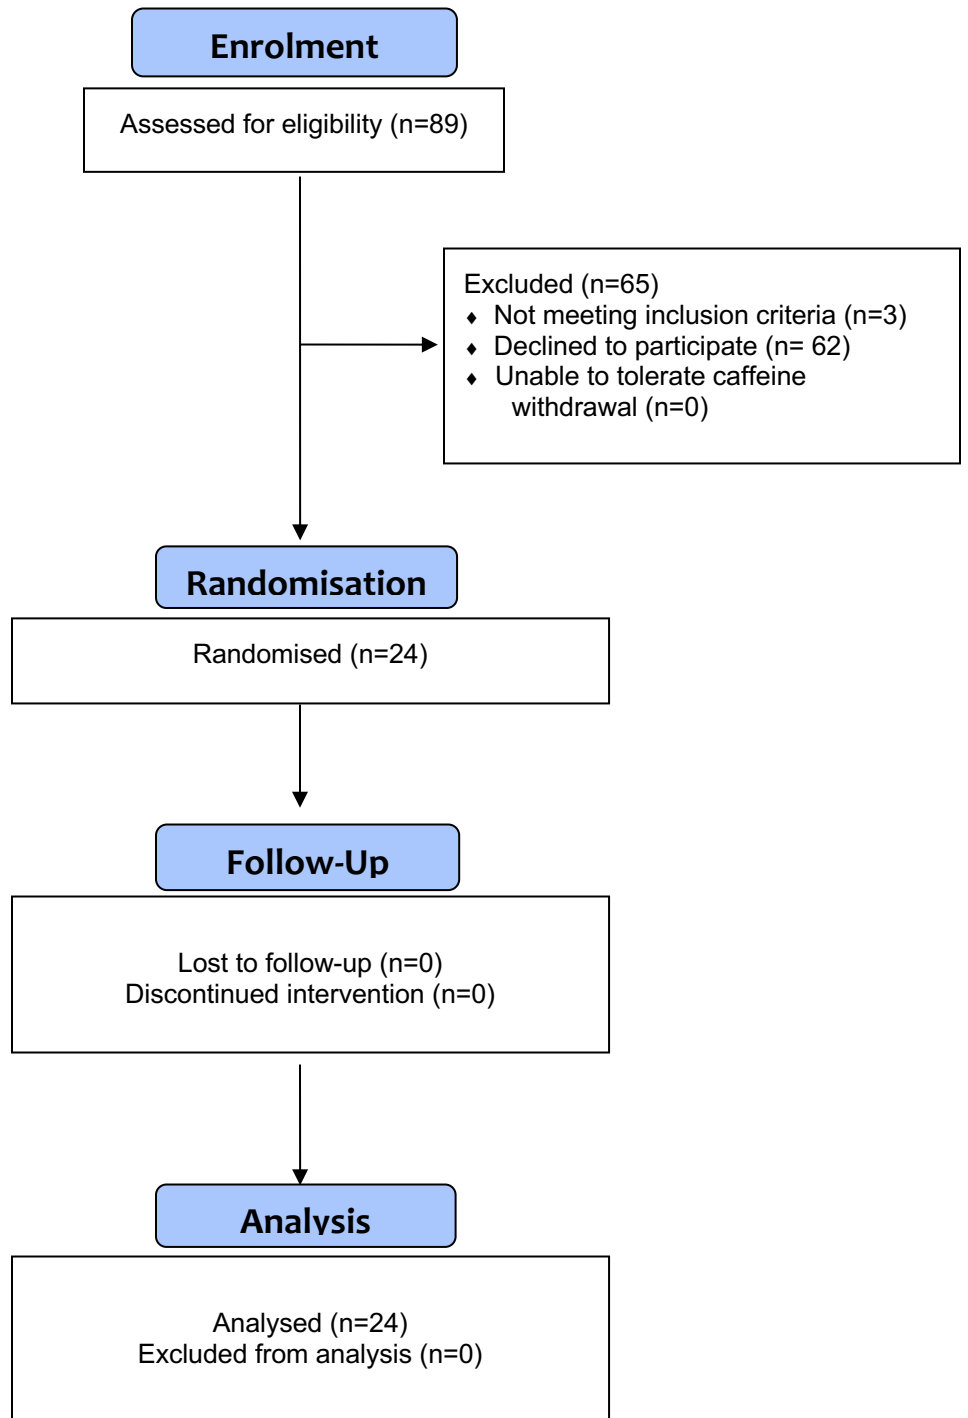 Enrolment
Assessed for eligibility (n=89)
Excluded (n=65)
♦ Not meeting inclusion criteria (n=3)
♦ Declined to participate (n= 62)
♦ Unable to tolerate caffeine
withdrawal (n=0)
Randomisation
Randomised (n=24)
Follow-Up
Lost to follow-up (n=0)
Discontinued intervention (n=0)
Analysis
Analysed (n=24)
Excluded from analysis (n=0)